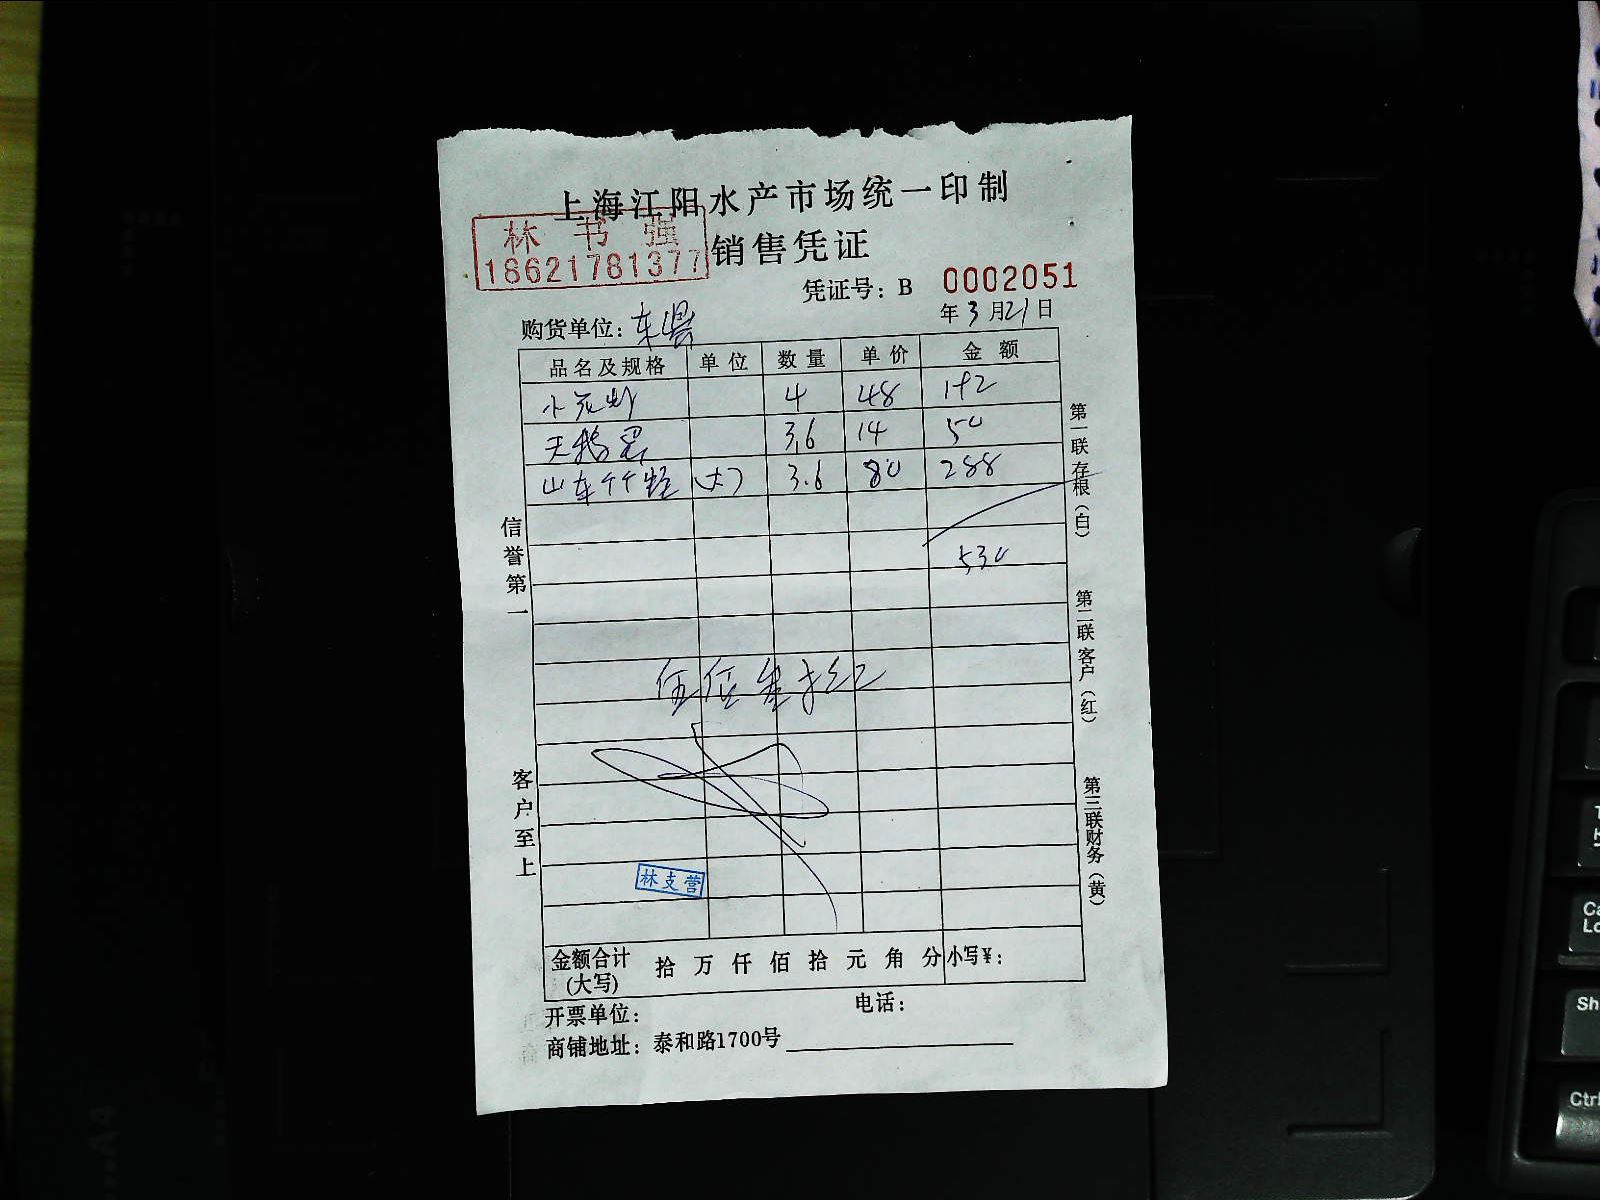 上海江阳水产市场统一印制
林书强
18621781377
销售凭证
凭证号：B 0002051
年3月21日
购货单位：
品名及规格 单位 数量 单价 金额
4 48 192
3.6 14 50
山东 (大) 3.6 80 288
530
信誉第一
客户至上
第一联存根（白）
第二联客户（红）
第三联财务（黄）
林支营
金额合计(大写) 拾万仟佰拾元角分 小写¥：
开票单位： 电话：
商铺地址：泰和路1700号
A4
Ctrl